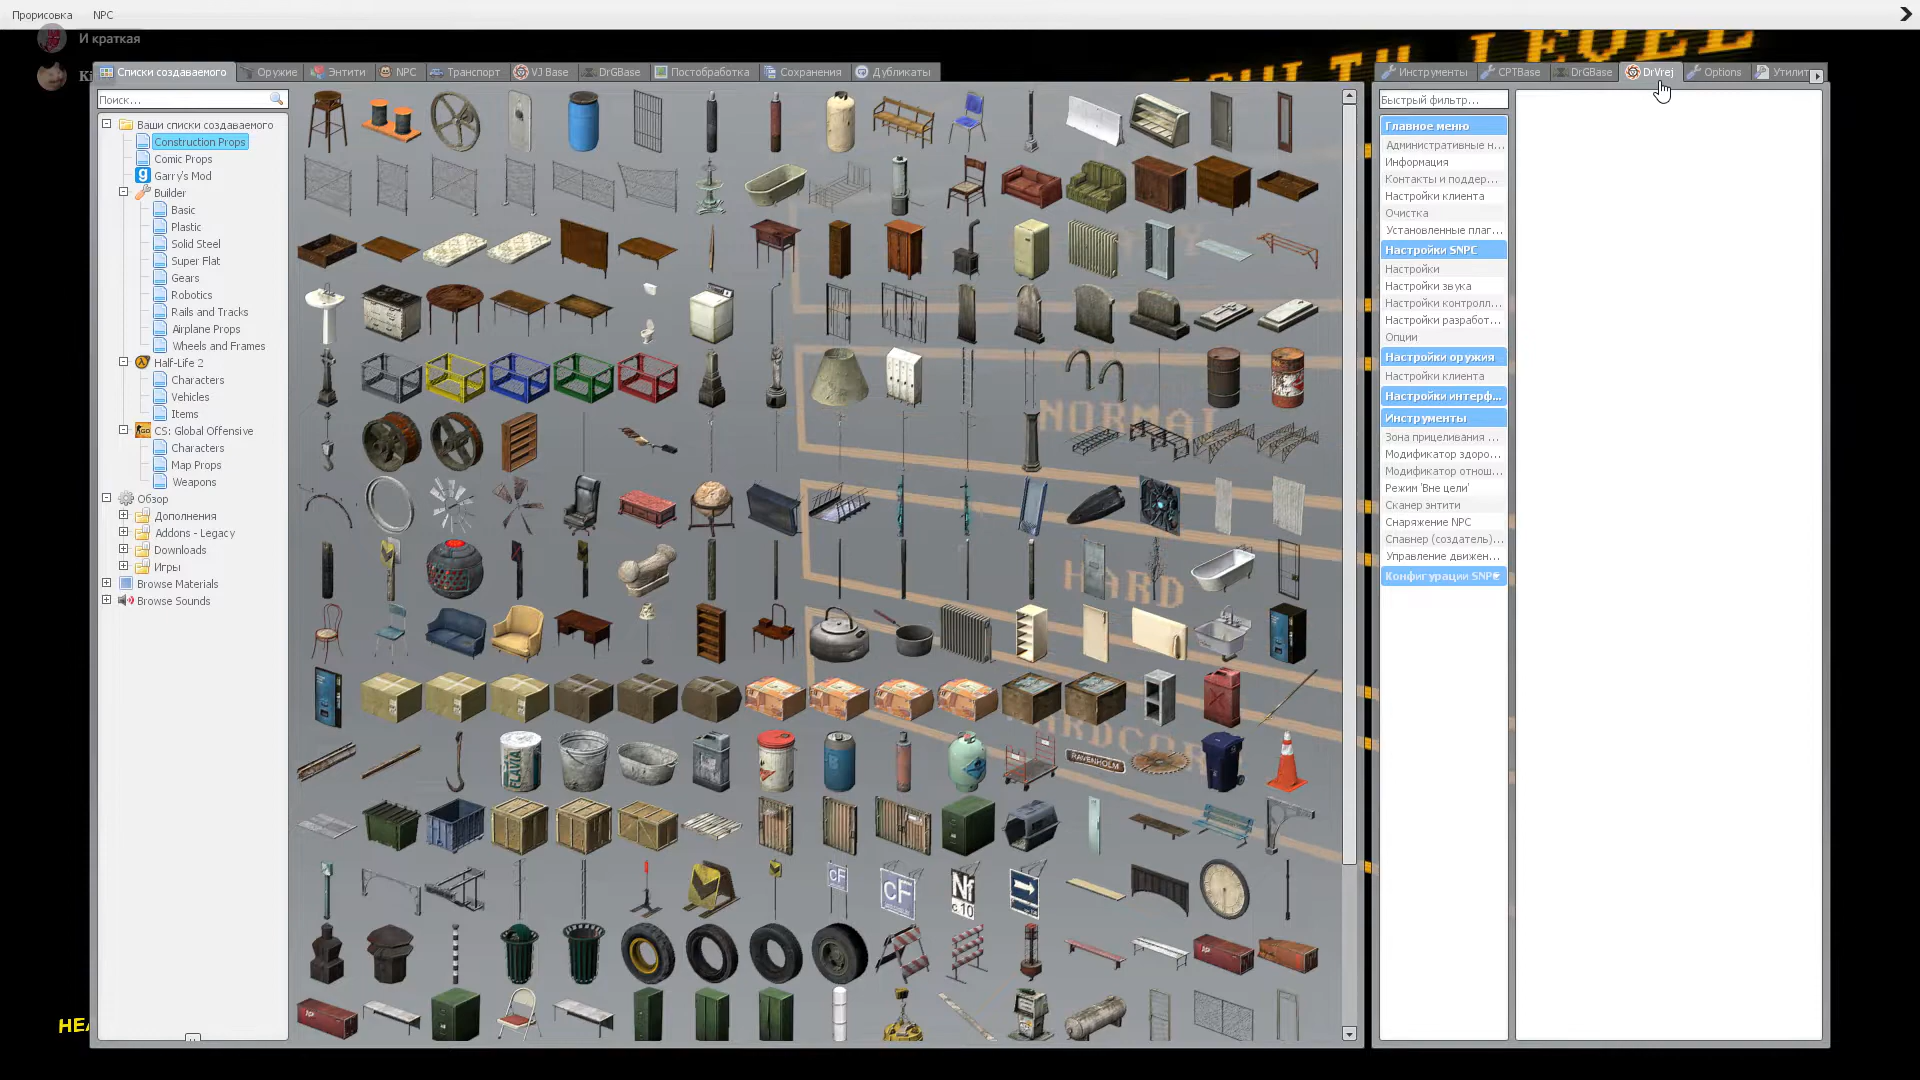 Прорисовка NPC
И краткая
Списки создаваемого Оружие Энтити NPC Транспорт VJ Base DrGBase Постобработка Сохранения Дубликаты
Инструменты CPTBase DrGBase DrVrej Options Утилит
Поиск...
Ваши списки создаваемого
Construction Props
Comic Props
Garry's Mod
Builder
Basic
Plastic
Solid Steel
Super Flat
Gears
Robotics
Rails and Tracks
Airplane Props
Wheels and Frames
Half-Life 2
Characters
Vehicles
Items
CS: Global Offensive
Characters
Map Props
Weapons
Обзор
Дополнения
Addons - Legacy
Downloads
Игры
Browse Materials
Browse Sounds
NORMAL
HARD
RAVENHOLM
cF
cF
Nf
c 10
Быстрый фильтр...
Главное меню
Административные н...
Информация
Контакты и поддер...
Настройки клиента
Очистка
Установленные плаг...
Настройки SNPC
Настройки
Настройки звука
Настройки контролл...
Настройки разработ...
Опции
Настройки оружия
Настройки клиента
Настройки интерф...
Инструменты
Зона прицеливания ...
Модификатор здоро...
Модификатор отнош...
Режим 'Вне цели'
Сканер энтити
Снаряжение NPC
Спавнер (создатель)...
Управление движен...
Конфигурации SNPC